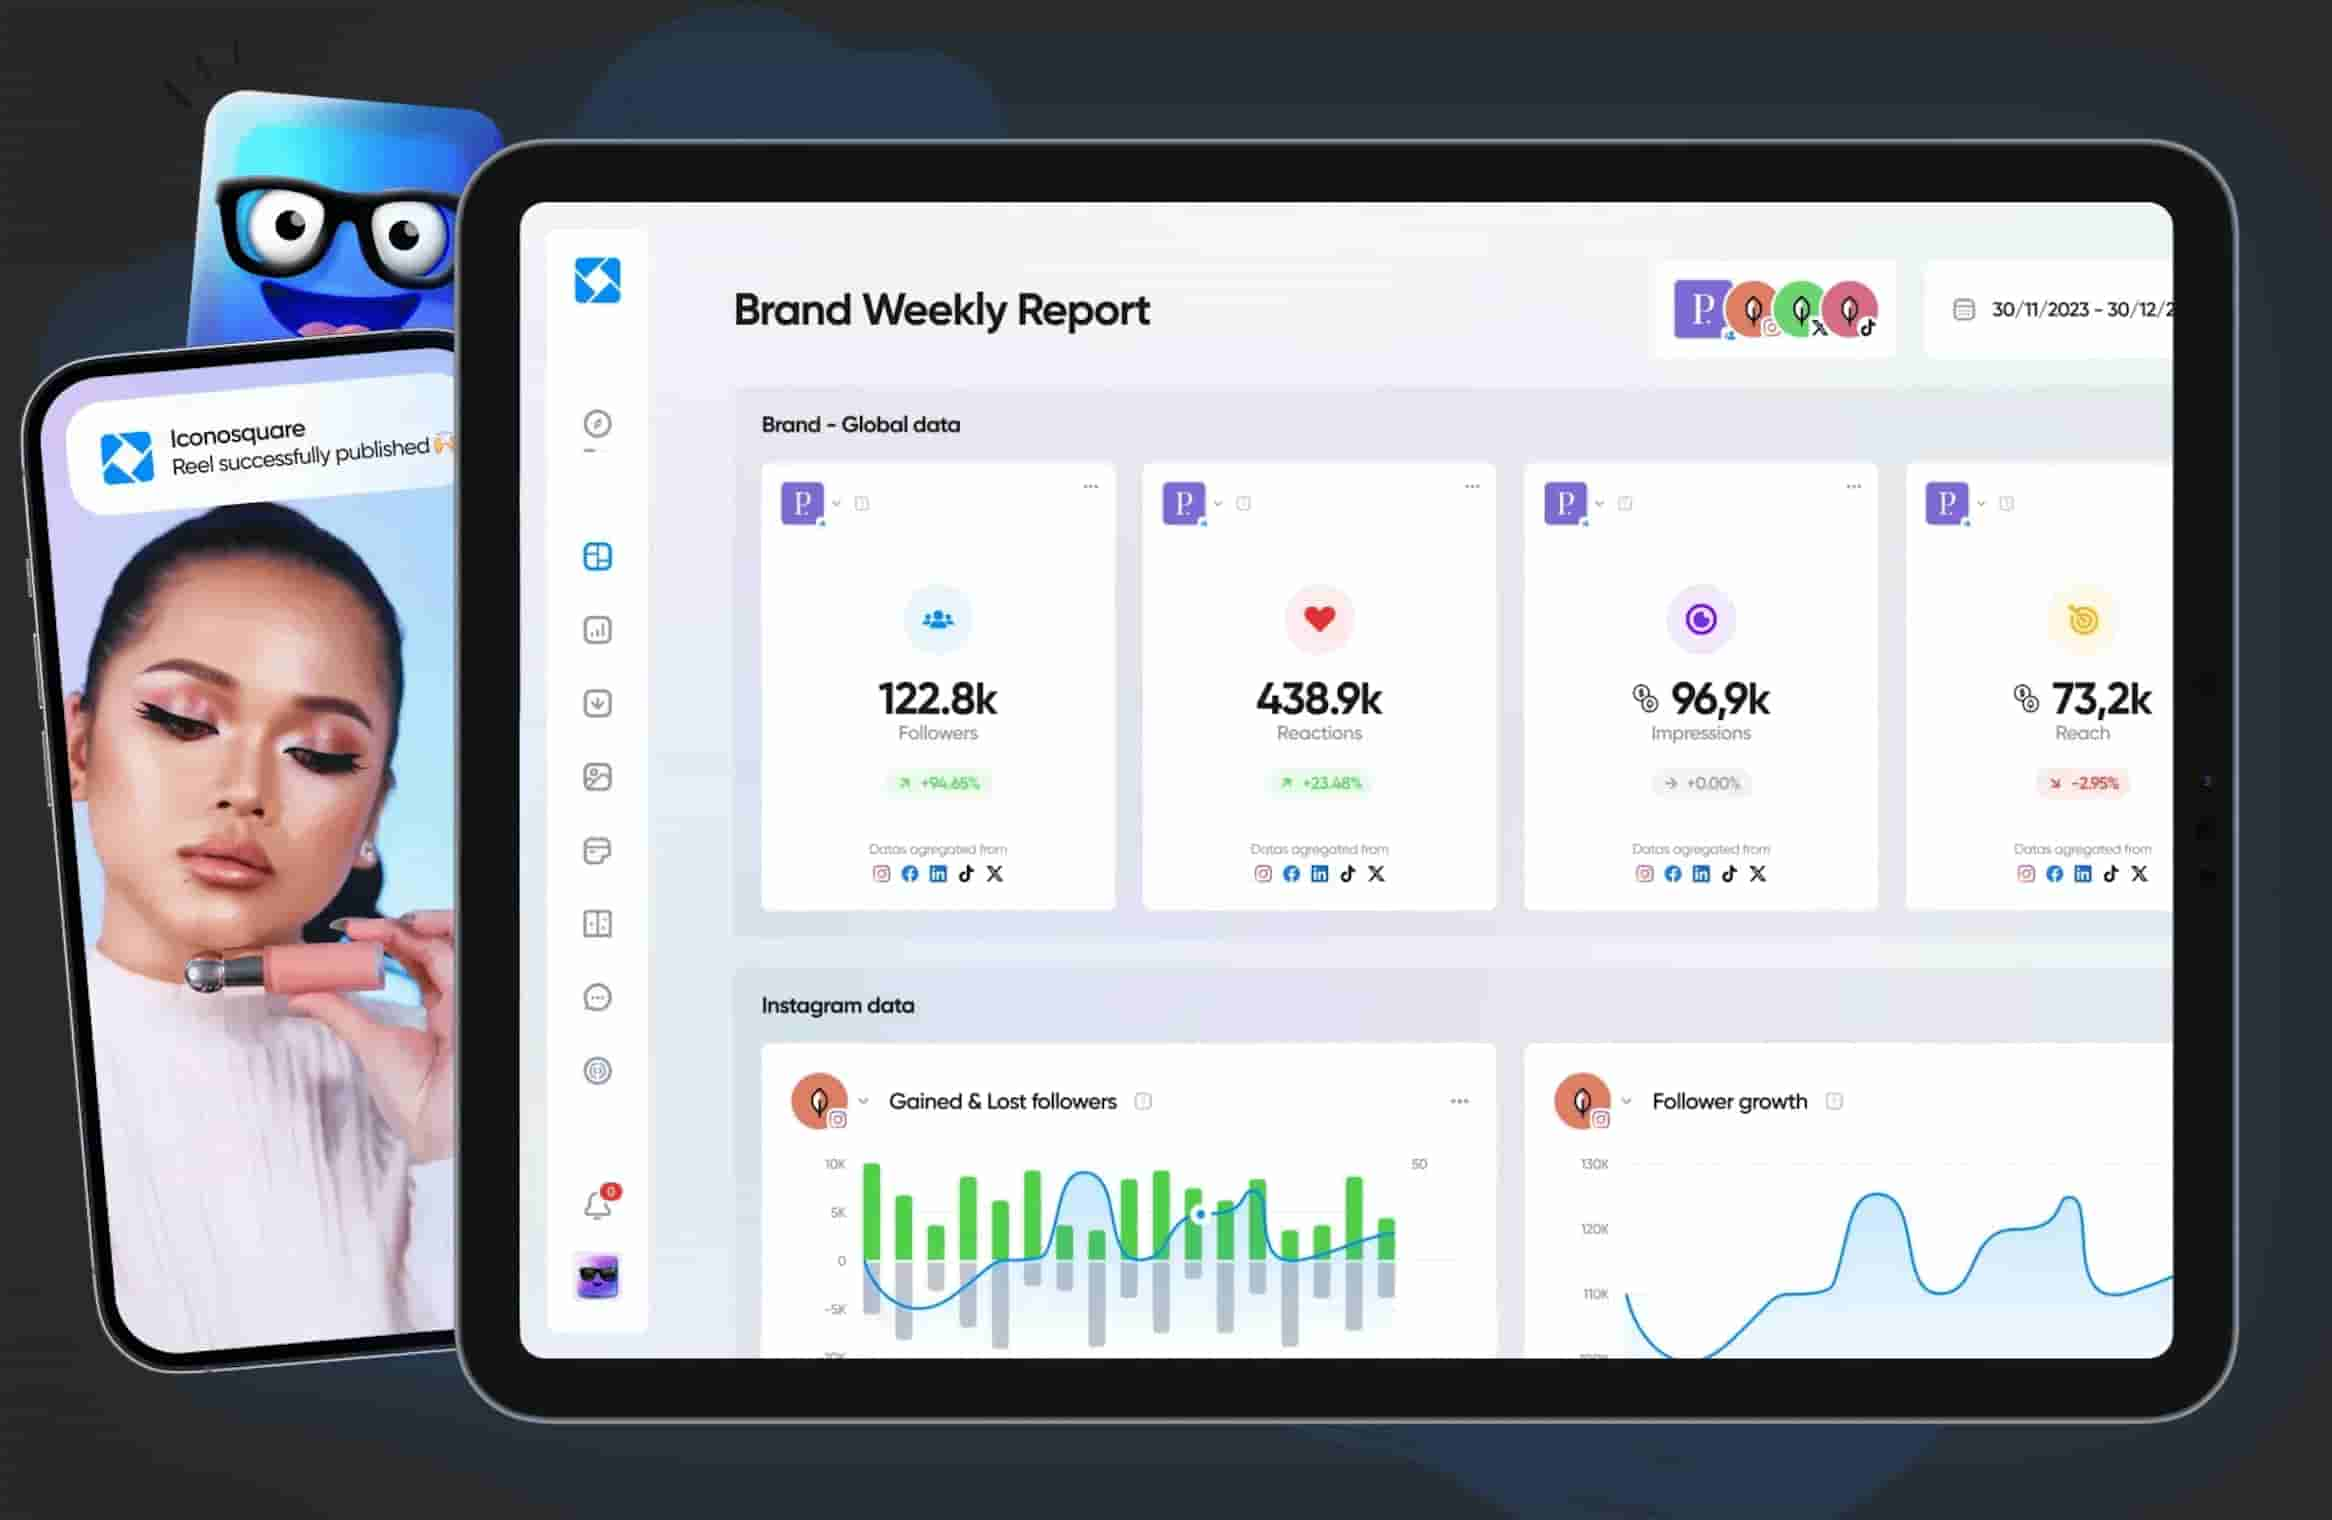 Iconosquare
Reel successfully published 🙌
Brand Weekly Report
P.
30/11/2023 - 30/12/2
Brand - Global data
P.
122.8k
Followers
+94.65%
Datas agregated from
P.
438.9k
Reactions
+23.48%
Datas agregated from
P.
96,9k
Impressions
+0.00%
Datas agregated from
P.
73,2k
Reach
-2.95%
Datas agregated from
0
Instagram data
Gained & Lost followers
10K
50
5K
0
-5K
Follower growth
130K
120K
110K